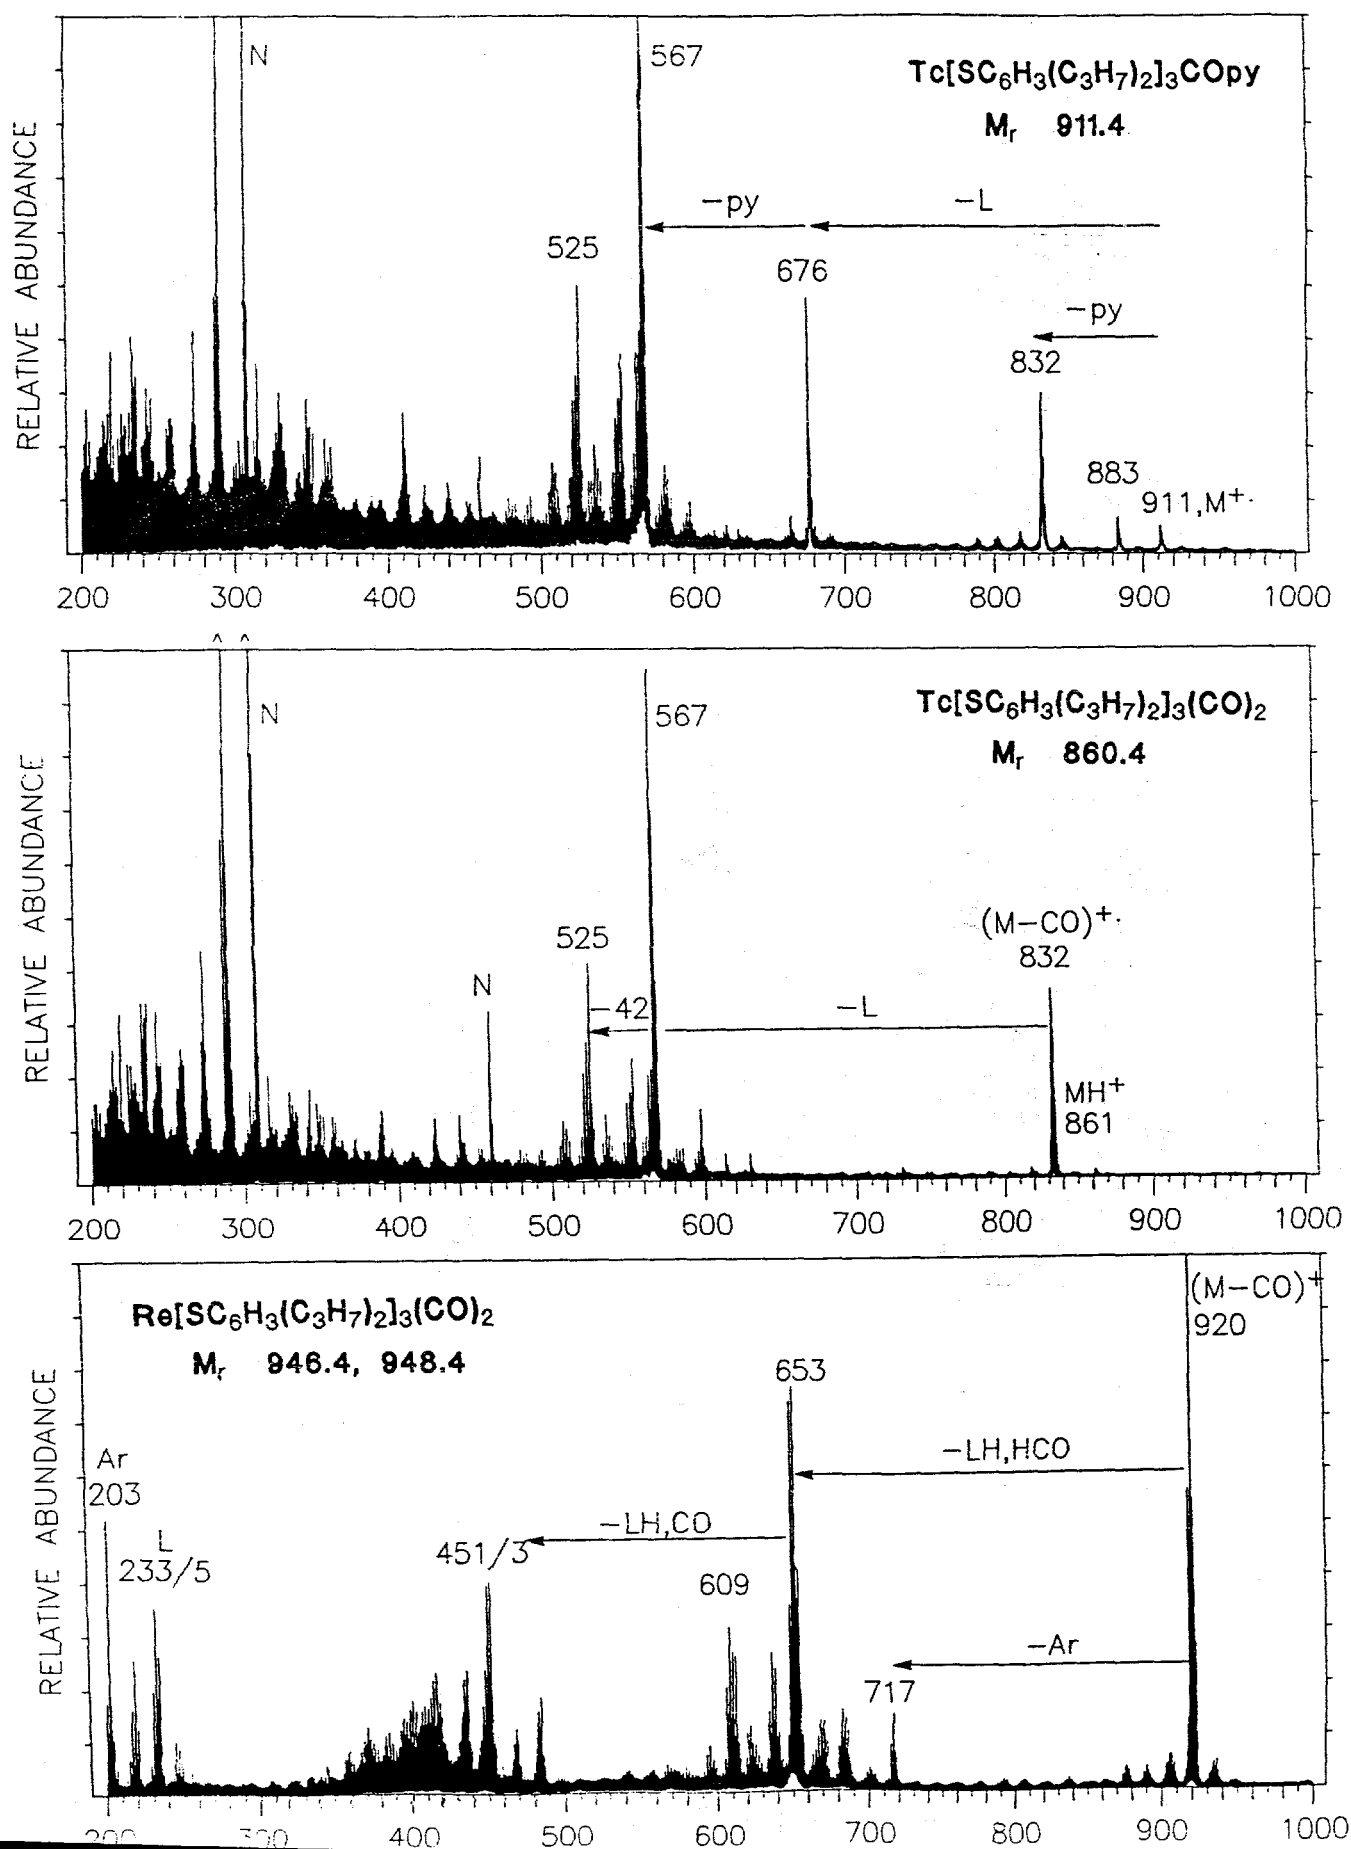 N
567
Tc[SC6H3(C3H7)2]3COpy
Mr 911.4
RELATIVE ABUNDANCE
–py
–L
525
676
–py
832
883
911,M+·
200 300 400 500 600 700 800 900 1000
^ ^
N
567
Tc[SC6H3(C3H7)2]3(CO)2
Mr 860.4
RELATIVE ABUNDANCE
525
(M–CO)+·
832
N
–42
–L
MH+
861
200 300 400 500 600 700 800 900 1000
Re[SC6H3(C3H7)2]3(CO)2
Mr 946.4, 948.4
(M–CO)+
920
RELATIVE ABUNDANCE
653
Ar
203
–LH,HCO
L
233/5
–LH,CO
451/3
609
–Ar
717
200 300 400 500 600 700 800 900 1000